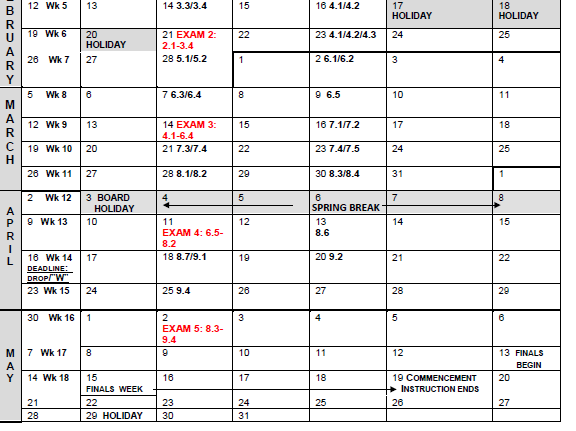 B
R
U
A
R
Y
12 Wk 5 13 14 3.3/3.4 15 16 4.1/4.2 17 18
HOLIDAY HOLIDAY
19 Wk 6 20 21 EXAM 2: 22 23 4.1/4.2/4.3 24 25
HOLIDAY 2.1-3.4
26 Wk 7 27 28 5.1/5.2 1 2 6.1/6.2 3 4
M
A
R
C
H
5 Wk 8 6 7 6.3/6.4 8 9 6.5 10 11
12 Wk 9 13 14 EXAM 3: 15 16 7.1/7.2 17 18
4.1-6.4
19 Wk 10 20 21 7.3/7.4 22 23 7.4/7.5 24 25
26 Wk 11 27 28 8.1/8.2 29 30 8.3/8.4 31 1
A
P
R
I
L
2 Wk 12 3 BOARD 4 5 6 7 8
HOLIDAY SPRING BREAK
9 Wk 13 10 11 12 13 14 15
EXAM 4: 6.5- 8.6
8.2
16 Wk 14 17 18 8.7/9.1 19 20 9.2 21 22
DEADLINE:
DROP/"W"
23 Wk 15 24 25 9.4 26 27 28 29
M
A
Y
30 Wk 16 1 2 3 4 5 6
EXAM 5: 8.3-
9.4
7 Wk 17 8 9 10 11 12 13 FINALS
BEGIN
14 Wk 18 15 16 17 18 19 COMMENCEMENT 20
FINALS WEEK INSTRUCTION ENDS
21 22 23 24 25 26 27
28 29 HOLIDAY 30 31